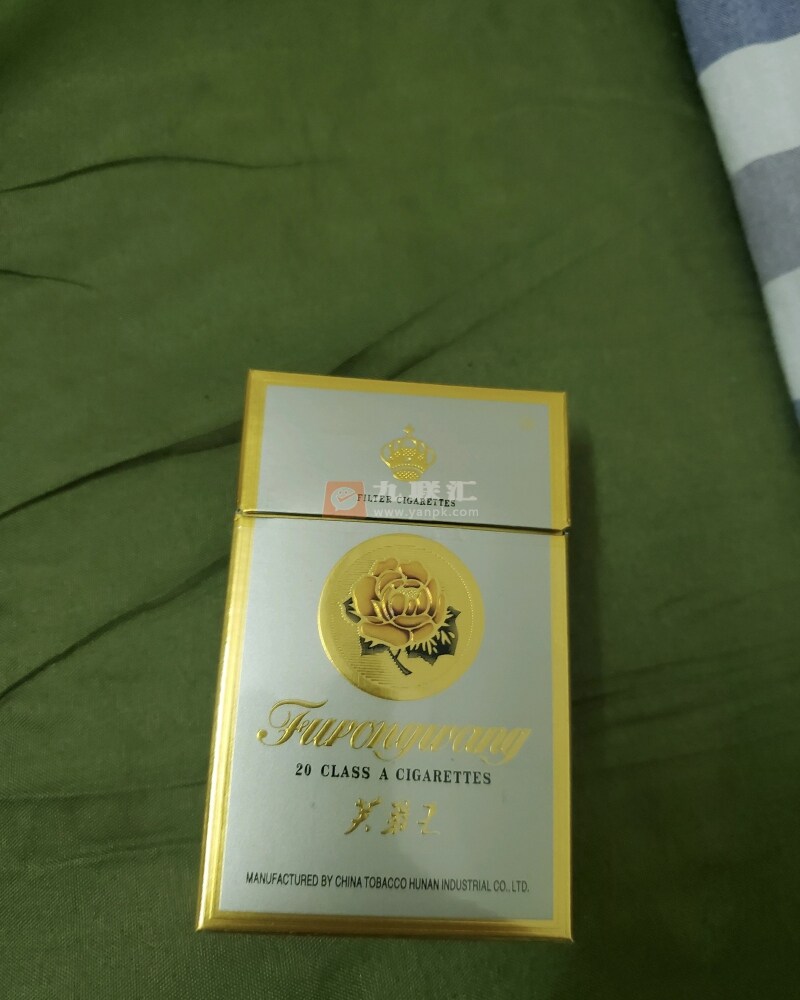 FILTER CIGARETTES
九联汇
www.yanpk.com
Furongwang
20 CLASS A CIGARETTES
芙蓉王
MANUFACTURED BY CHINA TOBACCO HUNAN INDUSTRIAL CO., LTD.